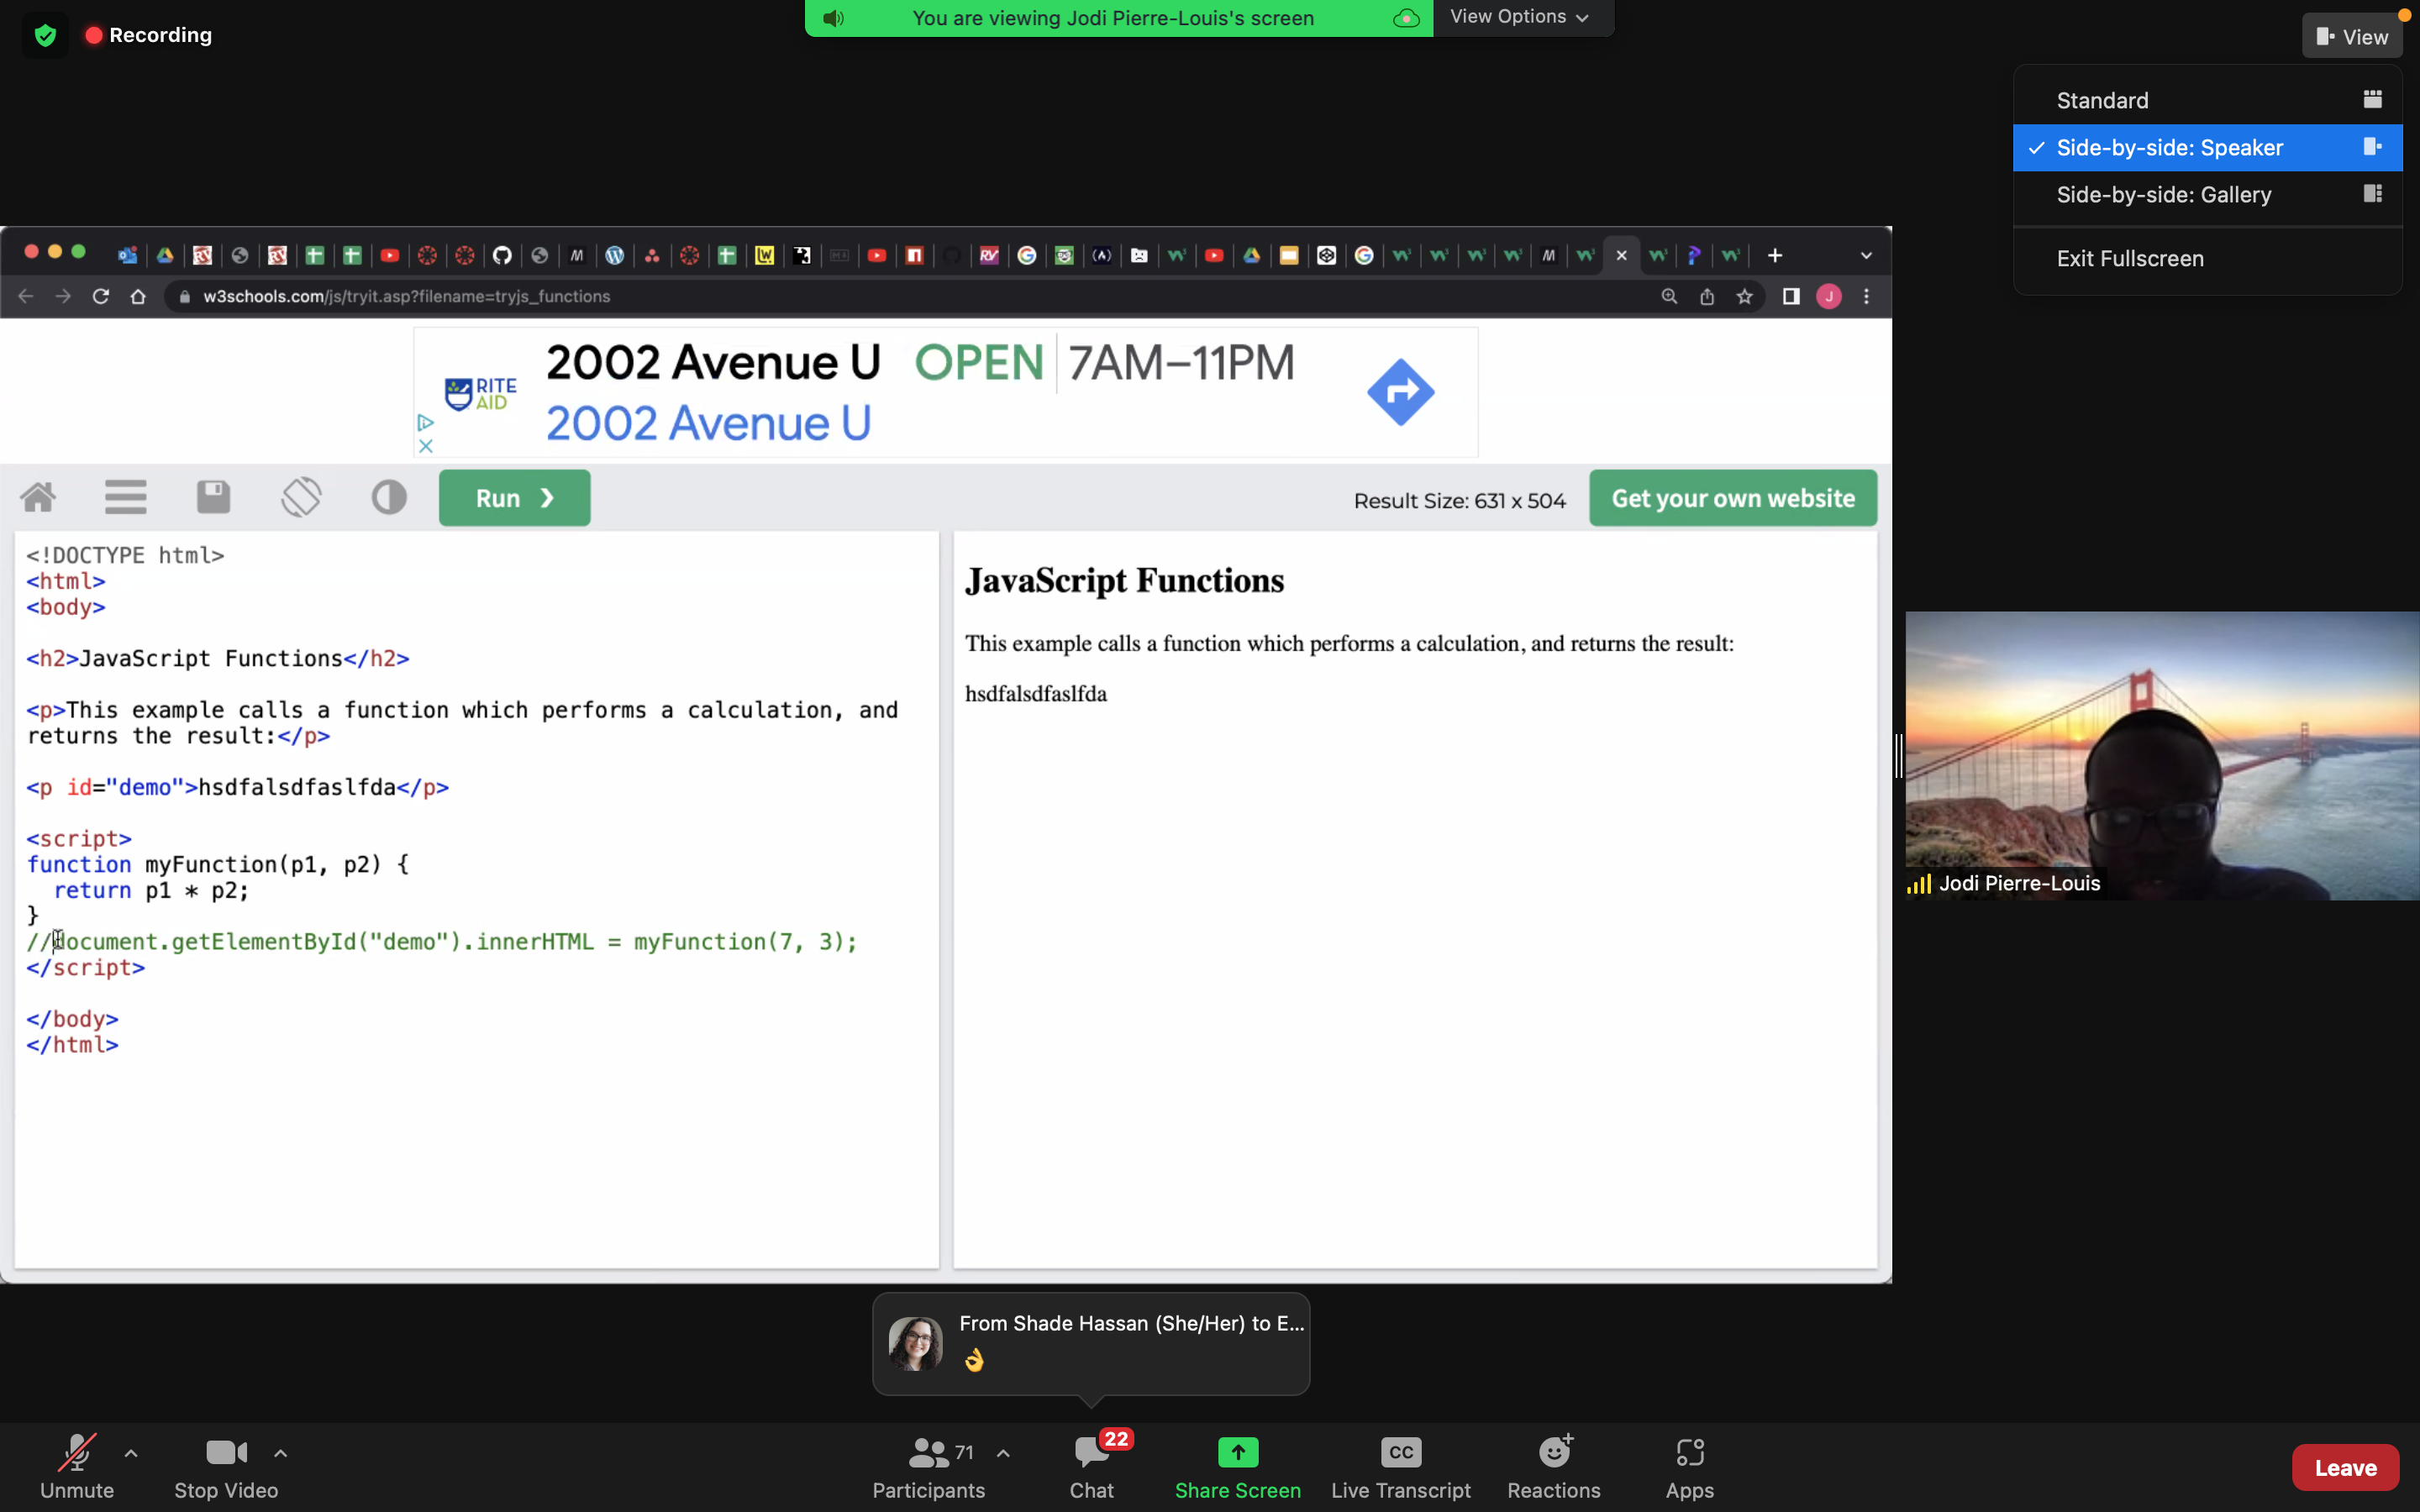 Recording
You are viewing Jodi Pierre-Louis's screen
View Options
View
Standard
Side-by-side: Speaker
Side-by-side: Gallery
Exit Fullscreen
w3schools.com/js/tryit.asp?filename=tryjs_functions
J
RITE
AID
2002 Avenue U OPEN 7AM–11PM
2002 Avenue U
Run ❯
Result Size: 631 x 504
Get your own website
<!DOCTYPE html>
<html>
<body>
<h2>JavaScript Functions</h2>
<p>This example calls a function which performs a calculation, and
returns the result:</p>
<p id="demo">hsdfalsdfaslfda</p>
<script>
function myFunction(p1, p2) {
  return p1 * p2;
}
//document.getElementById("demo").innerHTML = myFunction(7, 3);
</script>
</body>
</html>
JavaScript Functions
This example calls a function which performs a calculation, and returns the result:
hsdfalsdfaslfda
Jodi Pierre-Louis
From Shade Hassan (She/Her) to E...
👌
Unmute
Stop Video
71
Participants
22
Chat
Share Screen
CC
Live Transcript
Reactions
Apps
Leave